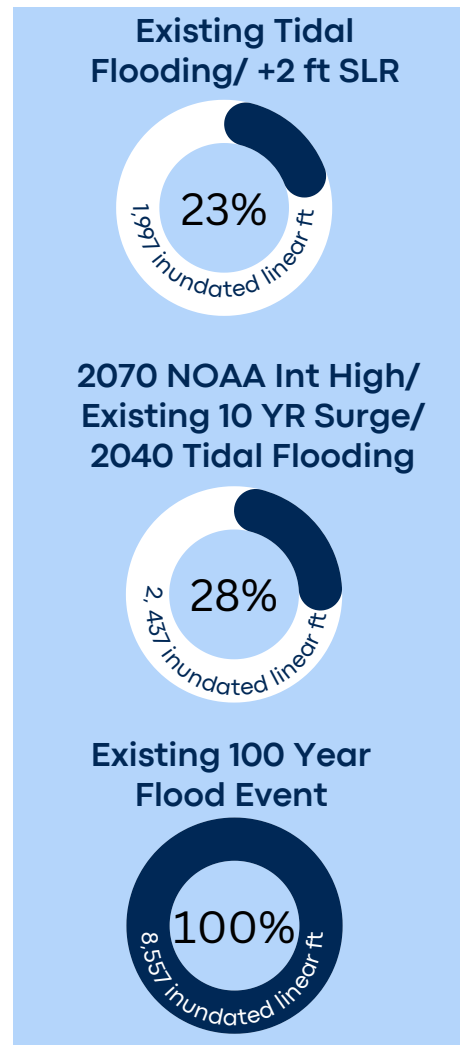 Existing Tidal
Flooding/ +2 ft SLR
23%
1,997 inundated linear ft
2070 NOAA Int High/
Existing 10 YR Surge/
2040 Tidal Flooding
28%
2, 437 inundated linear ft
Existing 100 Year
Flood Event
100%
8,557 inundated linear ft